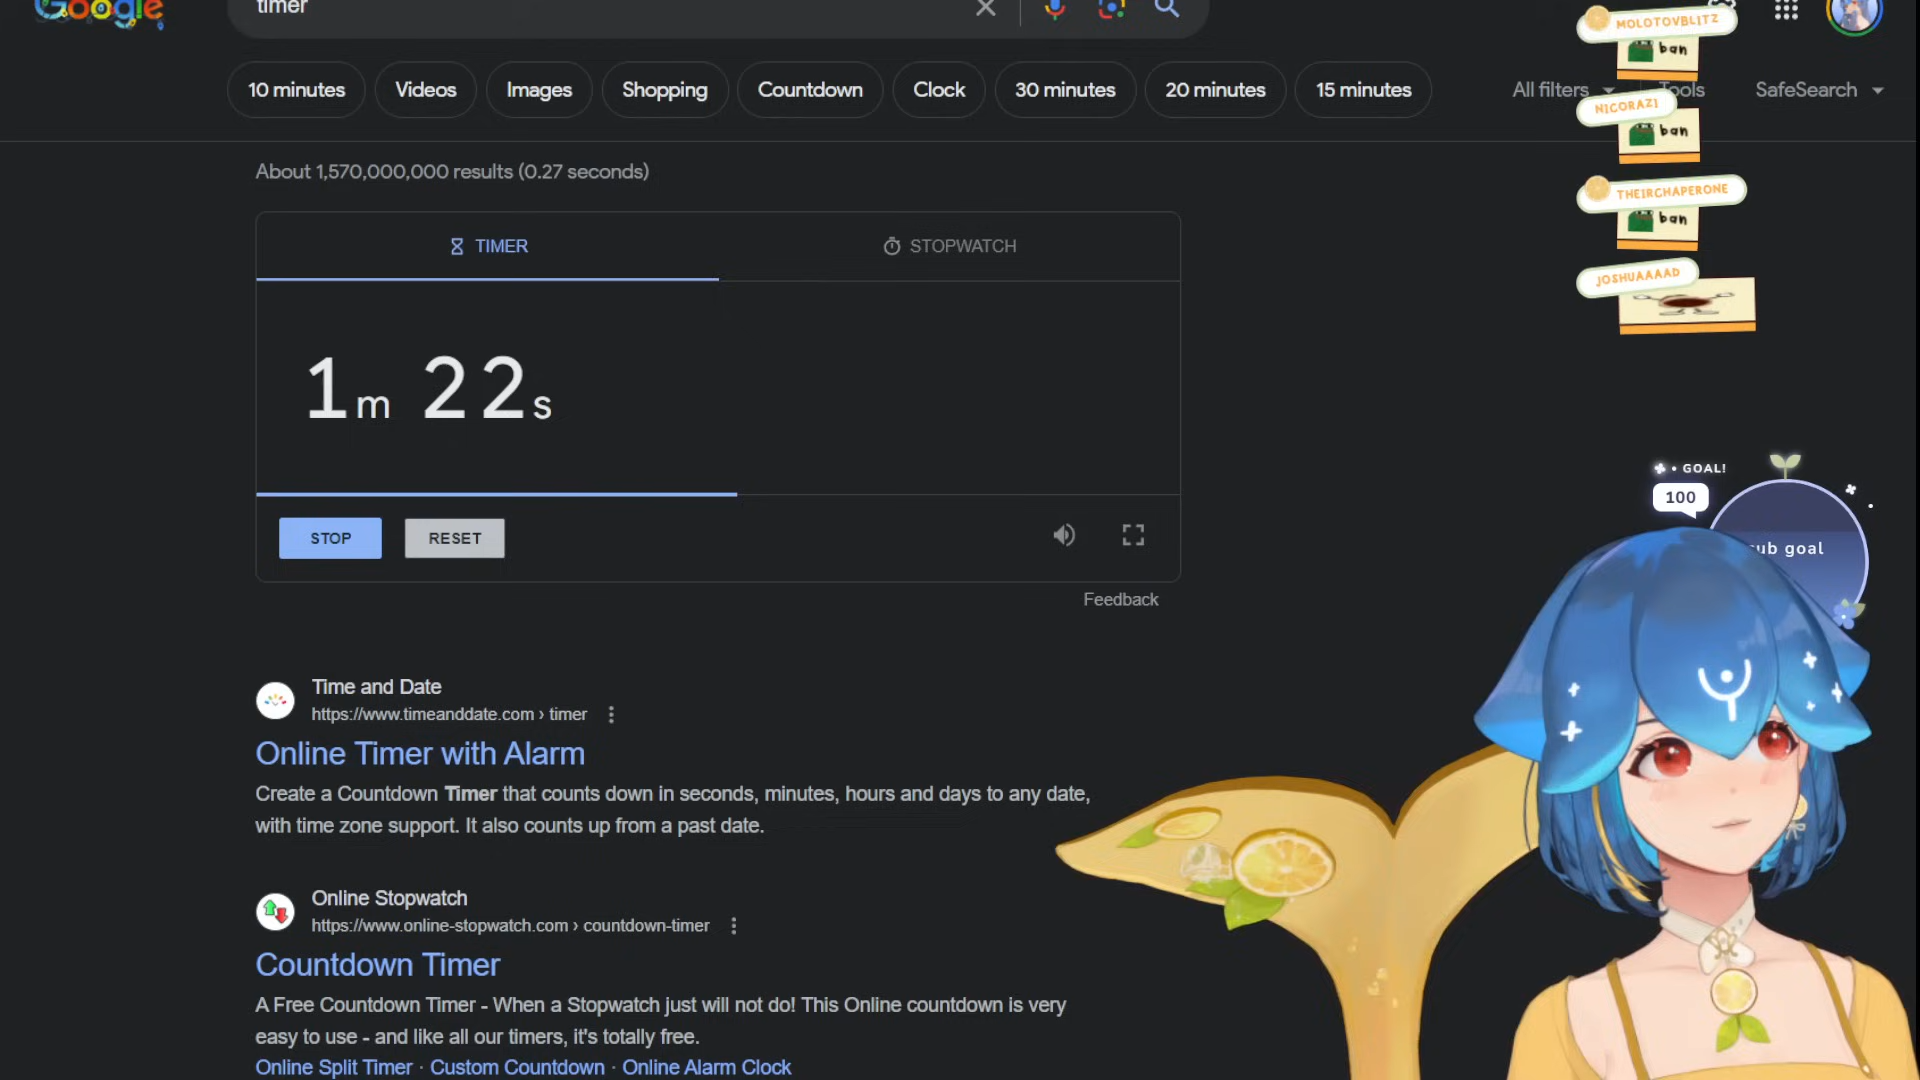 Google
timer
10 minutes
Videos
Images
Shopping
Countdown
Clock
30 minutes
20 minutes
15 minutes
All filters
Tools
SafeSearch
About 1,570,000,000 results (0.27 seconds)
TIMER
STOPWATCH
1m 22s
STOP
RESET
Feedback
Time and Date
https://www.timeanddate.com › timer
Online Timer with Alarm
Create a Countdown Timer that counts down in seconds, minutes, hours and days to any date,
with time zone support. It also counts up from a past date.
Online Stopwatch
https://www.online-stopwatch.com › countdown-timer
Countdown Timer
A Free Countdown Timer - When a Stopwatch just will not do! This Online countdown is very
easy to use - and like all our timers, it's totally free.
Online Split Timer · Custom Countdown · Online Alarm Clock
MOLOTOVBLITZ
ban
NICORAZI
ban
THEIRCHAPERONE
ban
JOSHUAAAAD
• GOAL!
100
sub goal